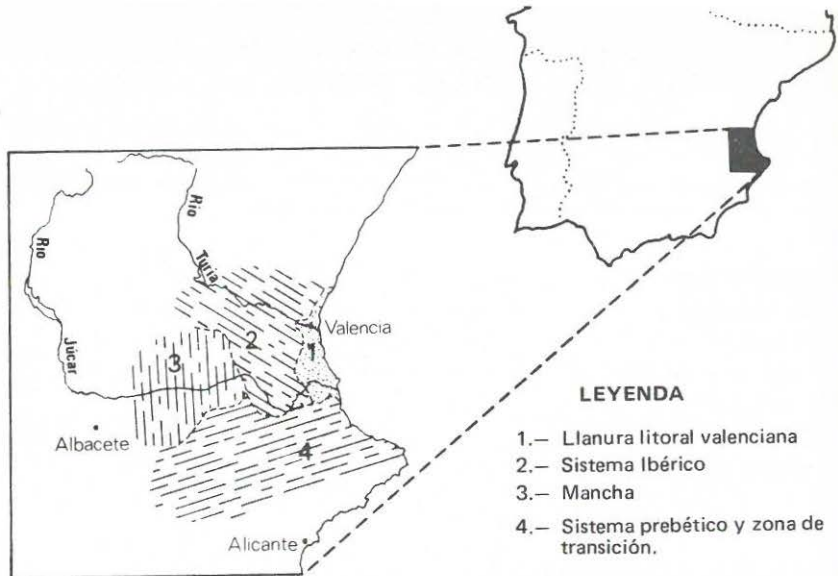 Río
Río
Turia
Júcar
Valencia
1
2
3
4
Albacete
Alicante
LEYENDA
1.— Llanura litoral valenciana
2.— Sistema Ibérico
3.— Mancha
4.— Sistema prebético y zona de
transición.